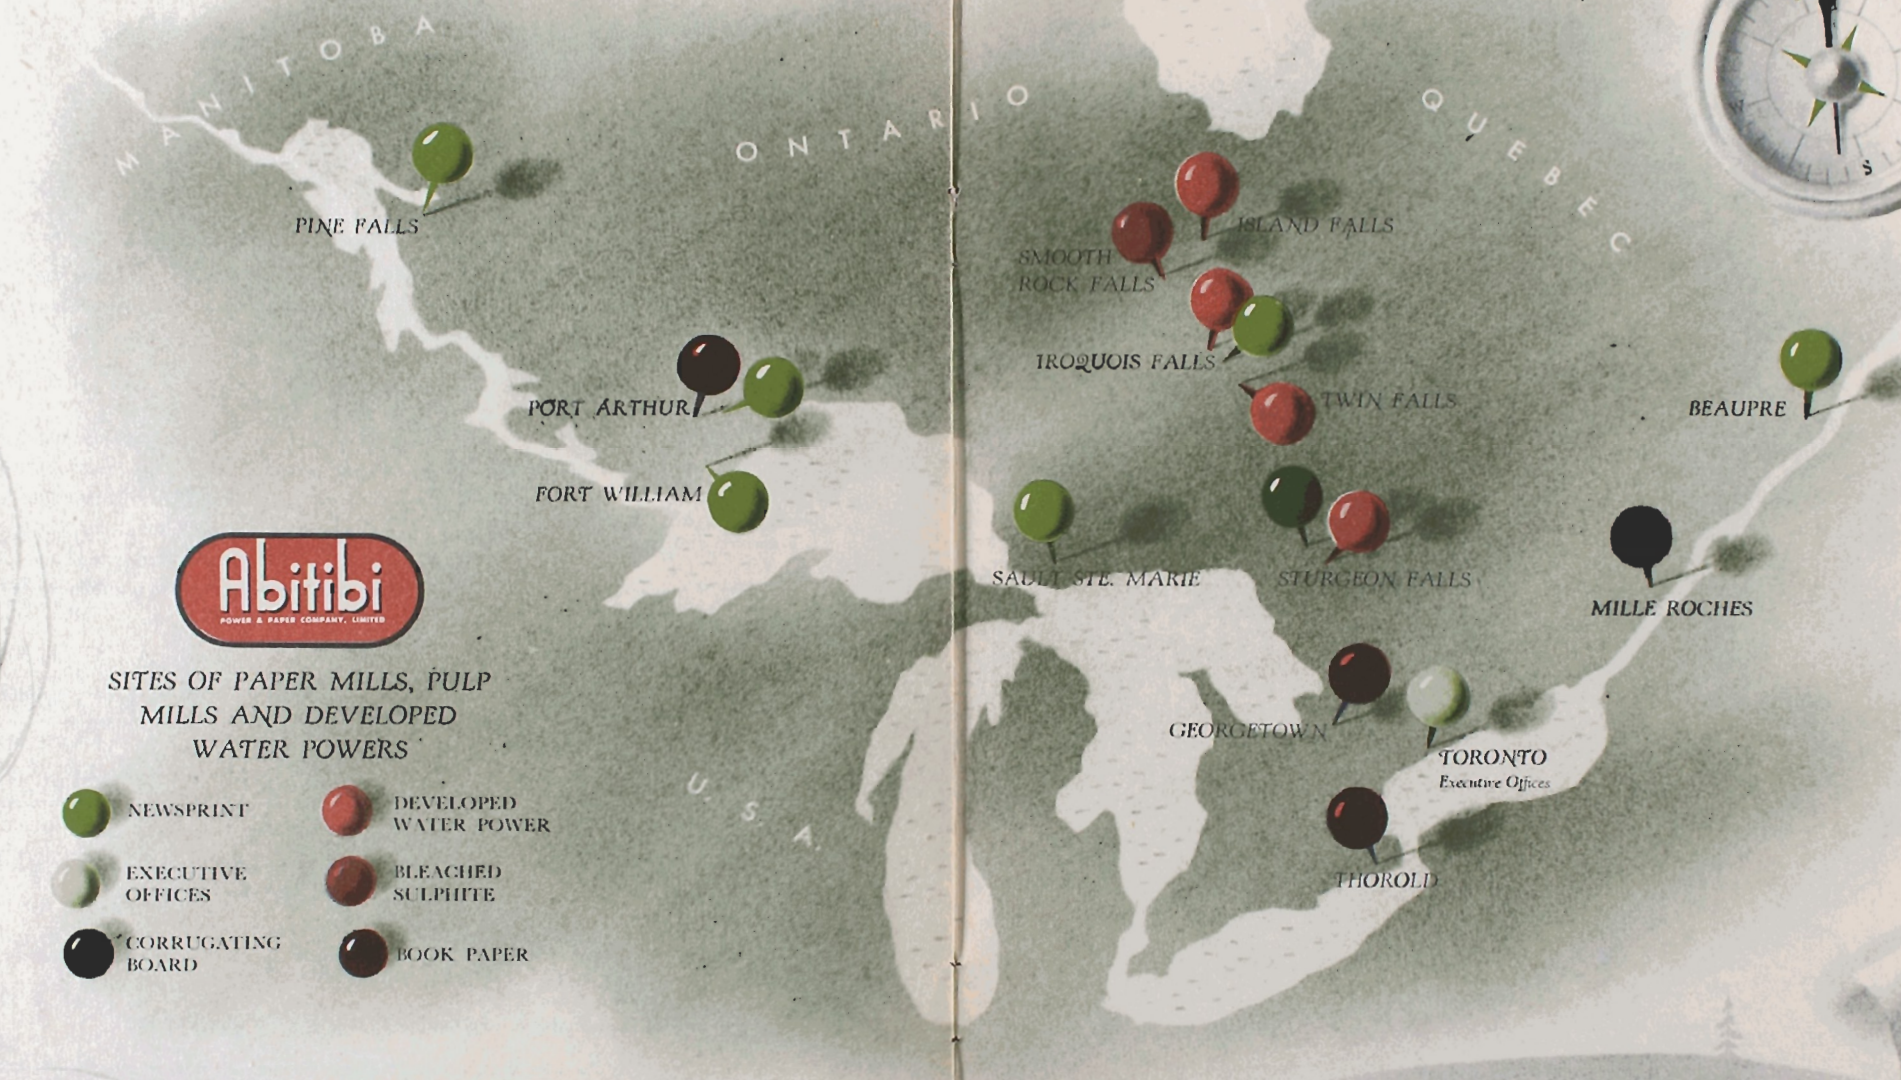 MANITOBA
ONTARIO
QUEBEC
S
PINE FALLS
ISLAND FALLS
SMOOTH
ROCK FALLS
IROQUOIS FALLS
TWIN FALLS
PORT ARTHUR
BEAUPRE
FORT WILLIAM
SAULT STE. MARIE
STURGEON FALLS
MILLE ROCHES
Abitibi
POWER & PAPER COMPANY, LIMITED
SITES OF PAPER MILLS, PULP
MILLS AND DEVELOPED
WATER POWERS
GEORGETOWN
TORONTO
Executive Offices
U. S. A.
THOROLD
NEWSPRINT
DEVELOPED
WATER POWER
EXECUTIVE
OFFICES
BLEACHED
SULPHITE
CORRUGATING
BOARD
BOOK PAPER